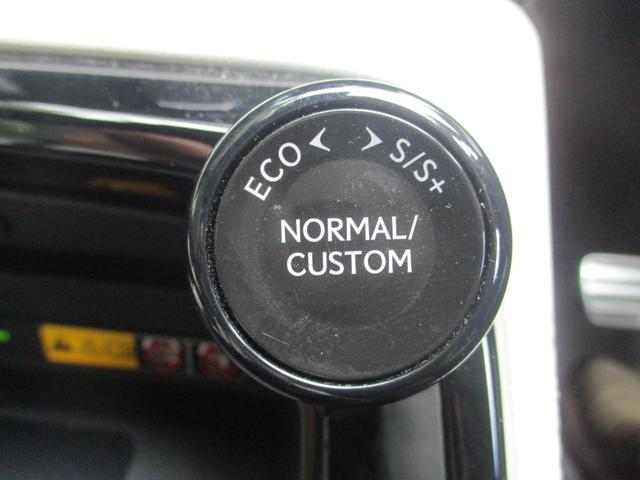 ECO < > S/S+
NORMAL/
CUSTOM